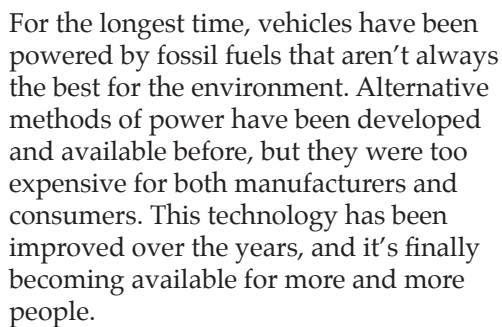 For the longest time, vehicles have been
powered by fossil fuels that aren’t always
the best for the environment. Alternative
methods of power have been developed
and available before, but they were too
expensive for both manufacturers and
consumers. This technology has been
improved over the years, and it’s finally
becoming available for more and more
people.